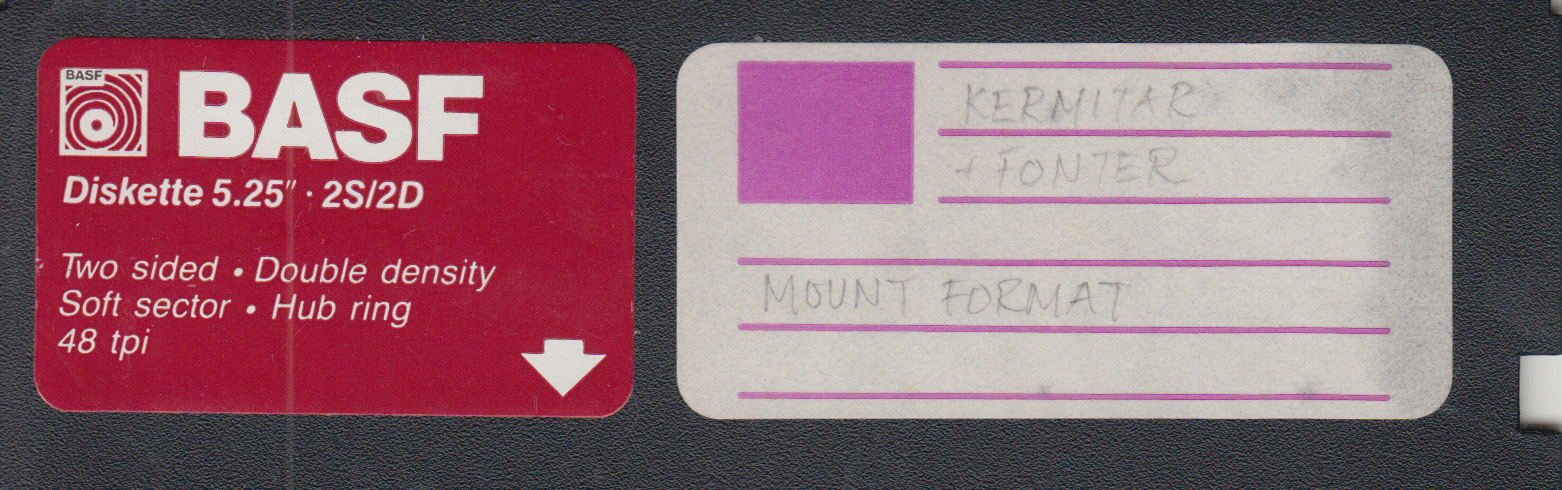 BASF
BASF
Diskette 5.25" · 2S/2D
Two sided • Double density
Soft sector • Hub ring
48 tpi
KERMITAR
+ FONTER
MOUNT FORMAT